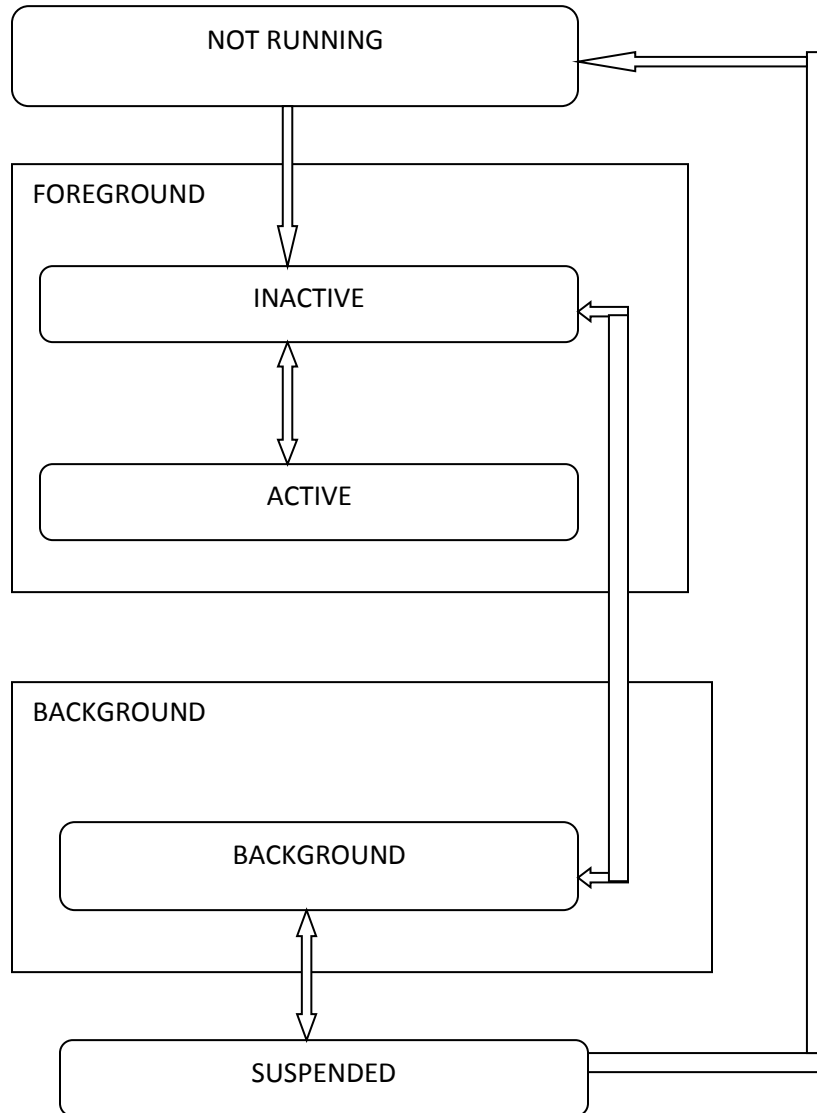 NOT RUNNING
FOREGROUND
INACTIVE
ACTIVE
BACKGROUND
BACKGROUND
SUSPENDED